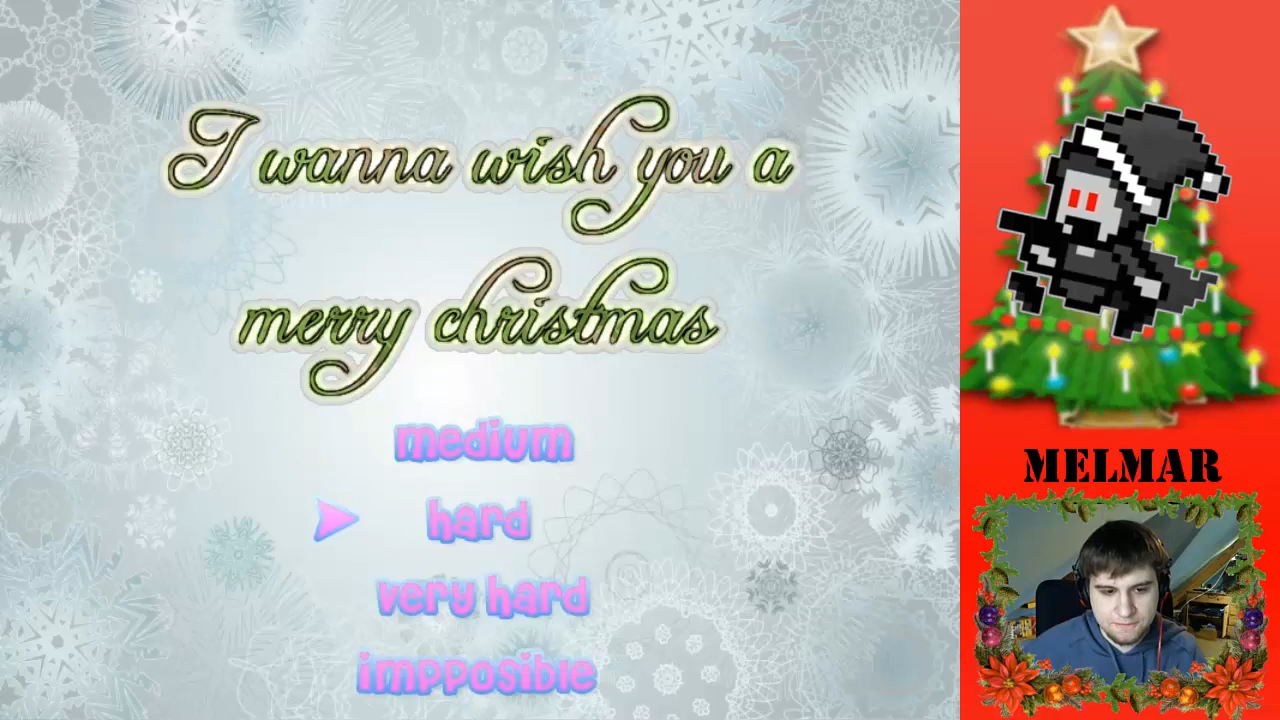 I wanna wish you a
merry christmas
medium
hard
very hard
impposible
MELMAR